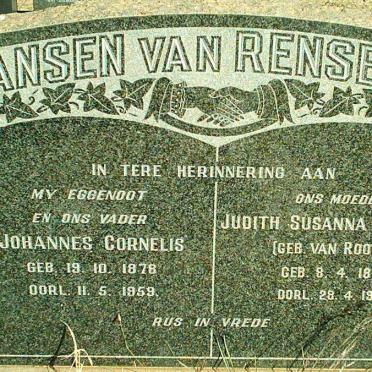 ANSEN VAN RENSE
IN TERE HERINNERING AAN
MY EGGENOOT
EN ONS VADER
JOHANNES CORNELIS
GEB. 19. 10. 1878
OORL. 11. 5. 1959.
ONS MOEDE
JUDITH SUSANNA
(GEB. VAN ROO
GEB. 8. 4. 18
OORL. 28. 4. 19
RUS IN VREDE